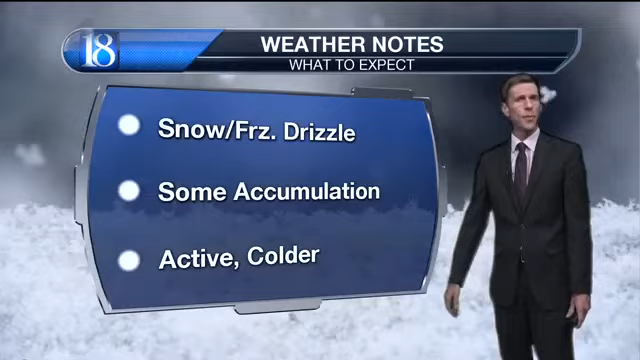 18
WEATHER NOTES
WHAT TO EXPECT
Snow/Frz. Drizzle
Some Accumulation
Active, Colder